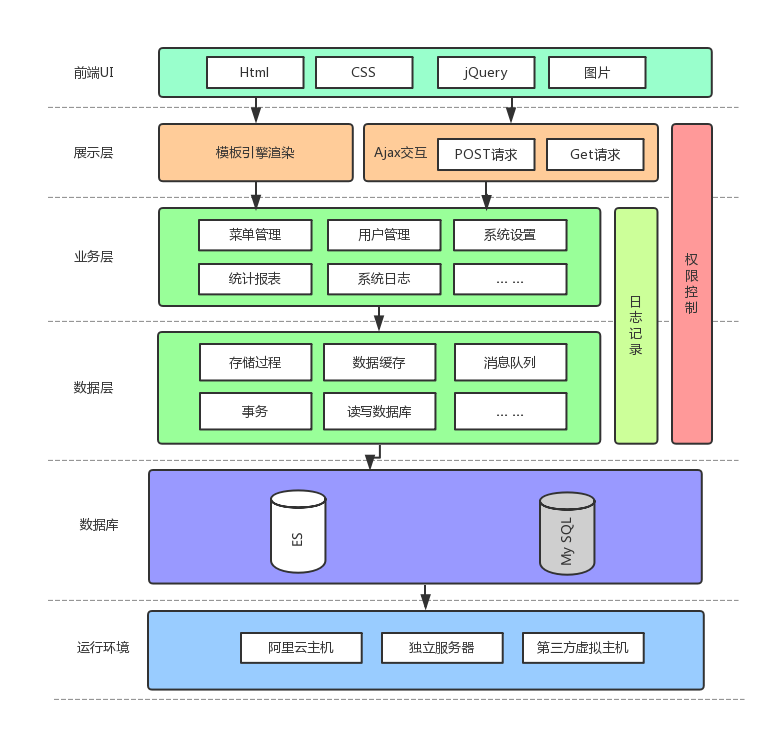 前端UI
Html
CSS
jQuery
图片
展示层
模板引擎渲染
Ajax交互
POST请求
Get请求
权限控制
业务层
菜单管理
用户管理
系统设置
统计报表
系统日志
... ...
日志记录
数据层
存储过程
数据缓存
消息队列
事务
读写数据库
... ...
数据库
ES
My SQL
运行环境
阿里云主机
独立服务器
第三方虚拟主机